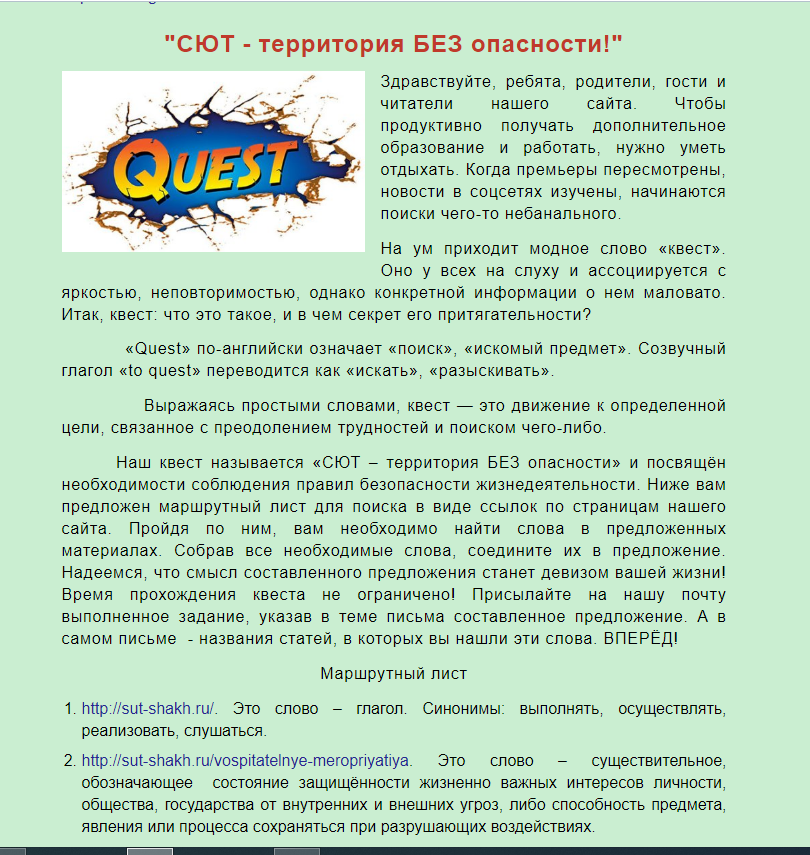 "СЮТ - территория БЕЗ опасности!"
QUEST
Здравствуйте, ребята, родители, гости и
читатели нашего сайта. Чтобы
продуктивно получать дополнительное
образование и работать, нужно уметь
отдыхать. Когда премьеры пересмотрены,
новости в соцсетях изучены, начинаются
поиски чего-то небанального.
На ум приходит модное слово «квест».
Оно у всех на слуху и ассоциируется с
яркостью, неповторимостью, однако конкретной информации о нем маловато.
Итак, квест: что это такое, и в чем секрет его притягательности?
«Quest» по-английски означает «поиск», «искомый предмет». Созвучный
глагол «to quest» переводится как «искать», «разыскивать».
Выражаясь простыми словами, квест — это движение к определенной
цели, связанное с преодолением трудностей и поиском чего-либо.
Наш квест называется «СЮТ – территория БЕЗ опасности» и посвящён
необходимости соблюдения правил безопасности жизнедеятельности. Ниже вам
предложен маршрутный лист для поиска в виде ссылок по страницам нашего
сайта. Пройдя по ним, вам необходимо найти слова в предложенных
материалах. Собрав все необходимые слова, соедините их в предложение.
Надеемся, что смысл составленного предложения станет девизом вашей жизни!
Время прохождения квеста не ограничено! Присылайте на нашу почту
выполненное задание, указав в теме письма составленное предложение. А в
самом письме - названия статей, в которых вы нашли эти слова. ВПЕРЁД!
Маршрутный лист
1. http://sut-shakh.ru/. Это слово – глагол. Синонимы: выполнять, осуществлять,
реализовать, слушаться.
2. http://sut-shakh.ru/vospitatelnye-meropriyatiya. Это слово – существительное,
обозначающее состояние защищённости жизненно важных интересов личности,
общества, государства от внутренних и внешних угроз, либо способность предмета,
явления или процесса сохраняться при разрушающих воздействиях.